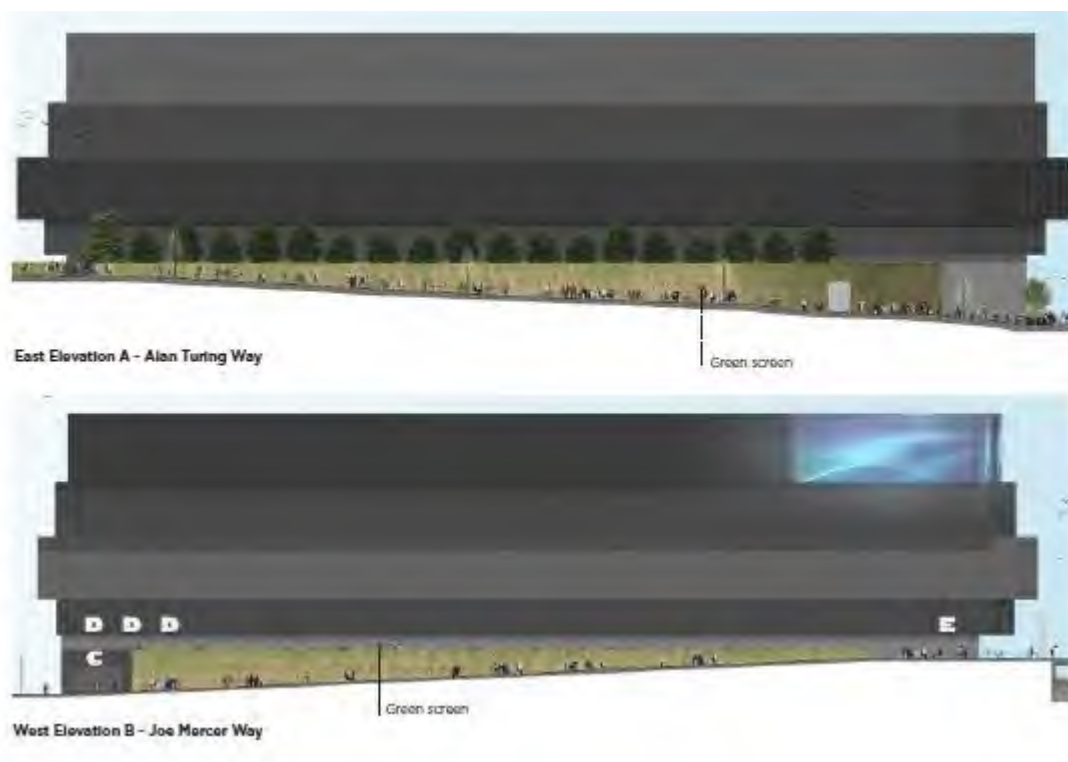 East Elevation A - Alan Turing Way
Green screen
D D D
E
C
Green screen
West Elevation B - Joe Mercer Way